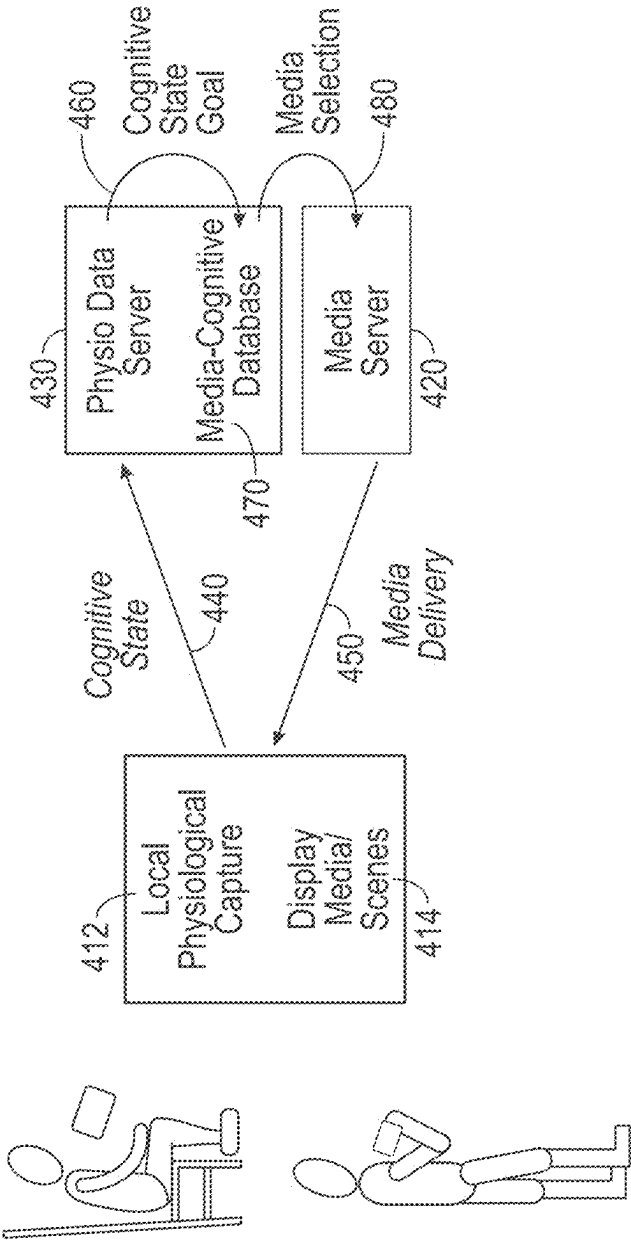 412
Local
Physiological
Capture
Display
Media/
Scenes
414
Cognitive
State
440
450
Media
Delivery
430
Physio Data
Server
Media-Cognitive
Database
470
Media
Server
420
460
Cognitive
State
Goal
Media
Selection
480